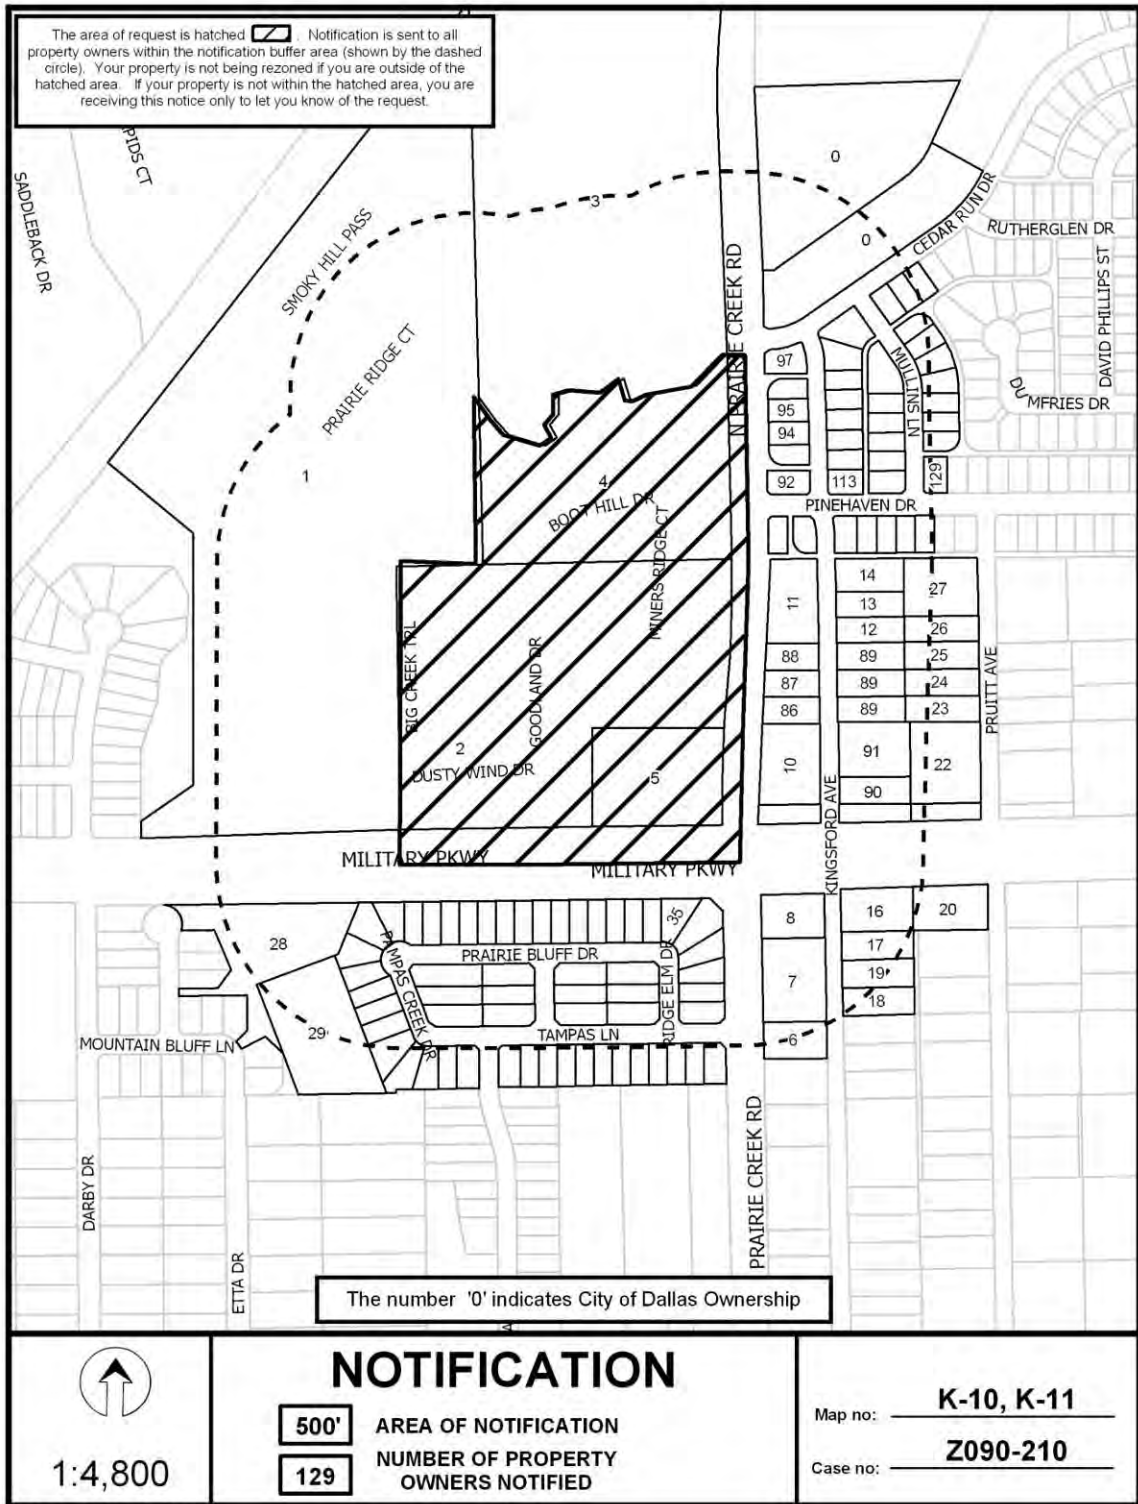 The area of request is hatched . Notification is sent to all
property owners within the notification buffer area (shown by the dashed
circle). Your property is not being rezoned if you are outside of the
hatched area. If your property is not within the hatched area, you are
receiving this notice only to let you know of the request.
PIDS CT
SADDLEBACK DR
SMOKY HILL PASS
PRAIRIE RIDGE CT
3
0
0
CEDAR RUN DR
RUTHERGLEN DR
DAVID PHILLIPS ST
N PRAIRIE CREEK RD
MULLINS LN
DUMFRIES DR
97
95
94
92
113
129
1
4
BOOT HILL DR
MINERS RIDGE CT
PINEHAVEN DR
11
14
13
12
27
26
88
89
25
87
89
24
86
89
23
BIG CREEK TRL
GOODLAND DR
PRUITT AVE
2
DUSTY WIND DR
5
10
91
90
22
KINGSFORD AVE
MILITARY PKWY
MILITARY PKWY
28
29
PAMPAS CREEK DR
PRAIRIE BLUFF DR
35
RIDGE ELM DR
TAMPAS LN
8
7
6
16
17
19
18
20
MOUNTAIN BLUFF LN
DARBY DR
ETTA DR
PRAIRIE CREEK RD
The number '0' indicates City of Dallas Ownership
1:4,800
NOTIFICATION
500' AREA OF NOTIFICATION
129 NUMBER OF PROPERTY
OWNERS NOTIFIED
Map no: K-10, K-11
Case no: Z090-210